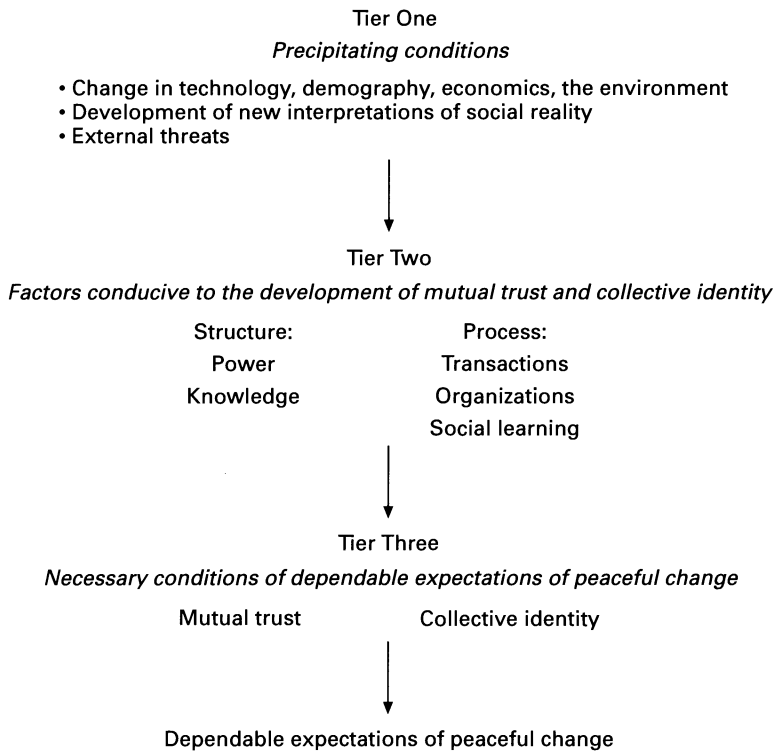 Tier One
Precipitating conditions
• Change in technology, demography, economics, the environment
• Development of new interpretations of social reality
• External threats
Tier Two
Factors conducive to the development of mutual trust and collective identity
Structure: Process:
Power Transactions
Knowledge Organizations
Social learning
Tier Three
Necessary conditions of dependable expectations of peaceful change
Mutual trust Collective identity
Dependable expectations of peaceful change